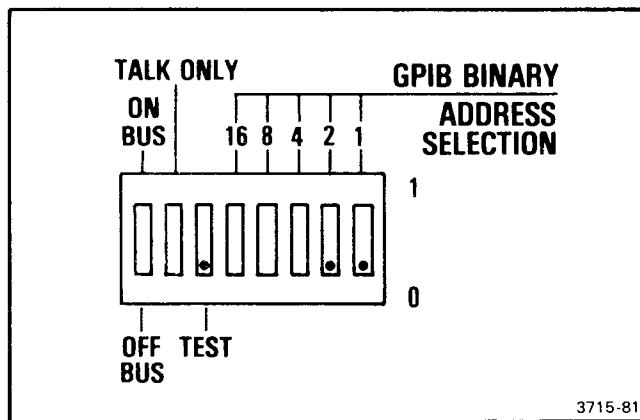 TALK ONLY
ON
BUS
GPIB BINARY
ADDRESS
SELECTION
16 8 4 2 1
1
0
OFF
BUS
TEST
3715-81